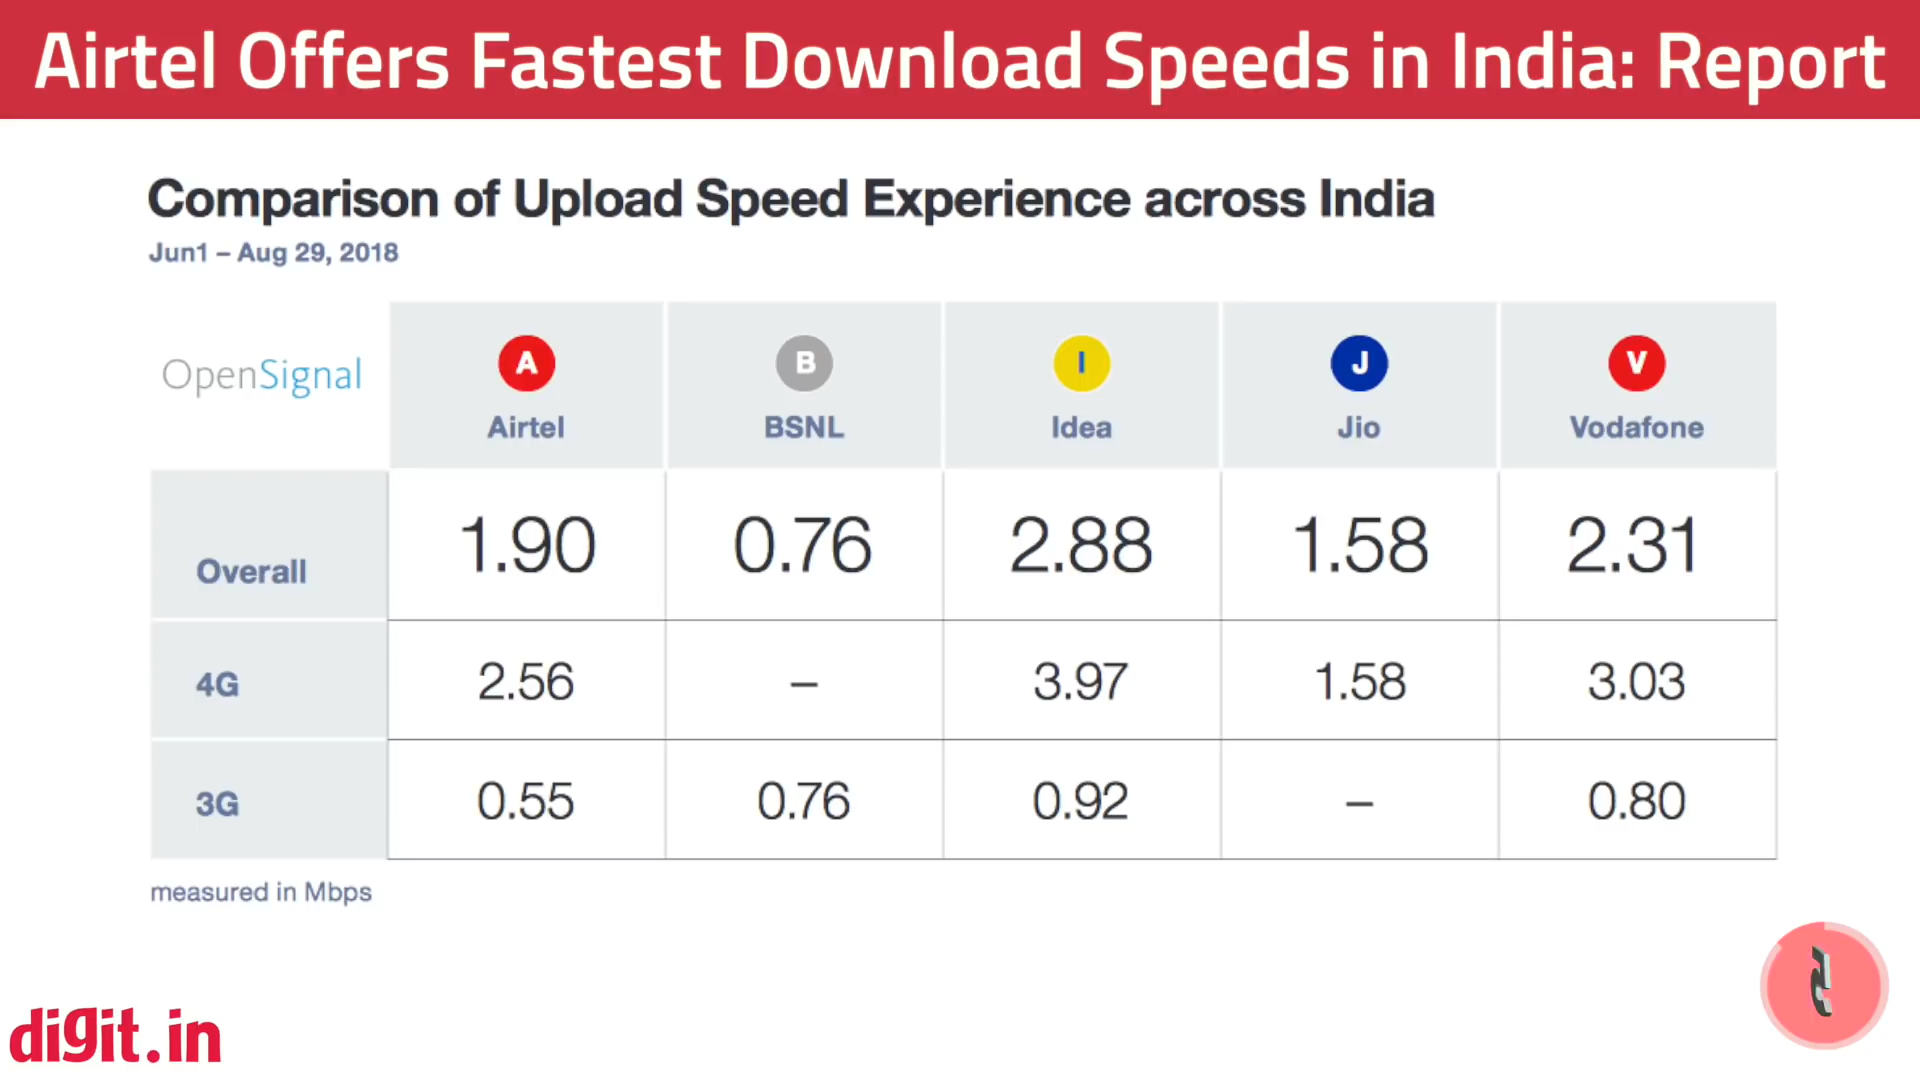 Airtel Offers Fastest Download Speeds in India: Report
Comparison of Upload Speed Experience across India
Jun1 – Aug 29, 2018
OpenSignal
A B I J V
Airtel BSNL Idea Jio Vodafone
Overall 1.90 0.76 2.88 1.58 2.31
4G 2.56 – 3.97 1.58 3.03
3G 0.55 0.76 0.92 – 0.80
measured in Mbps
digit.in